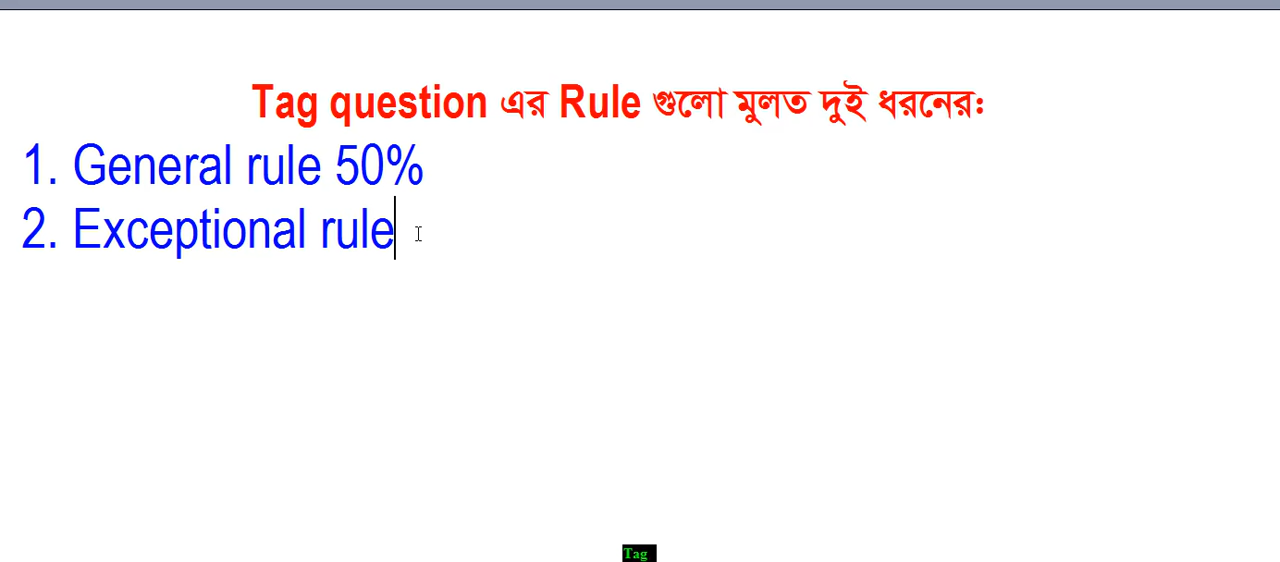 Tag question এর Rule গুলো মুলত দুই ধরনের:
1. General rule 50%
2. Exceptional rule
Tag